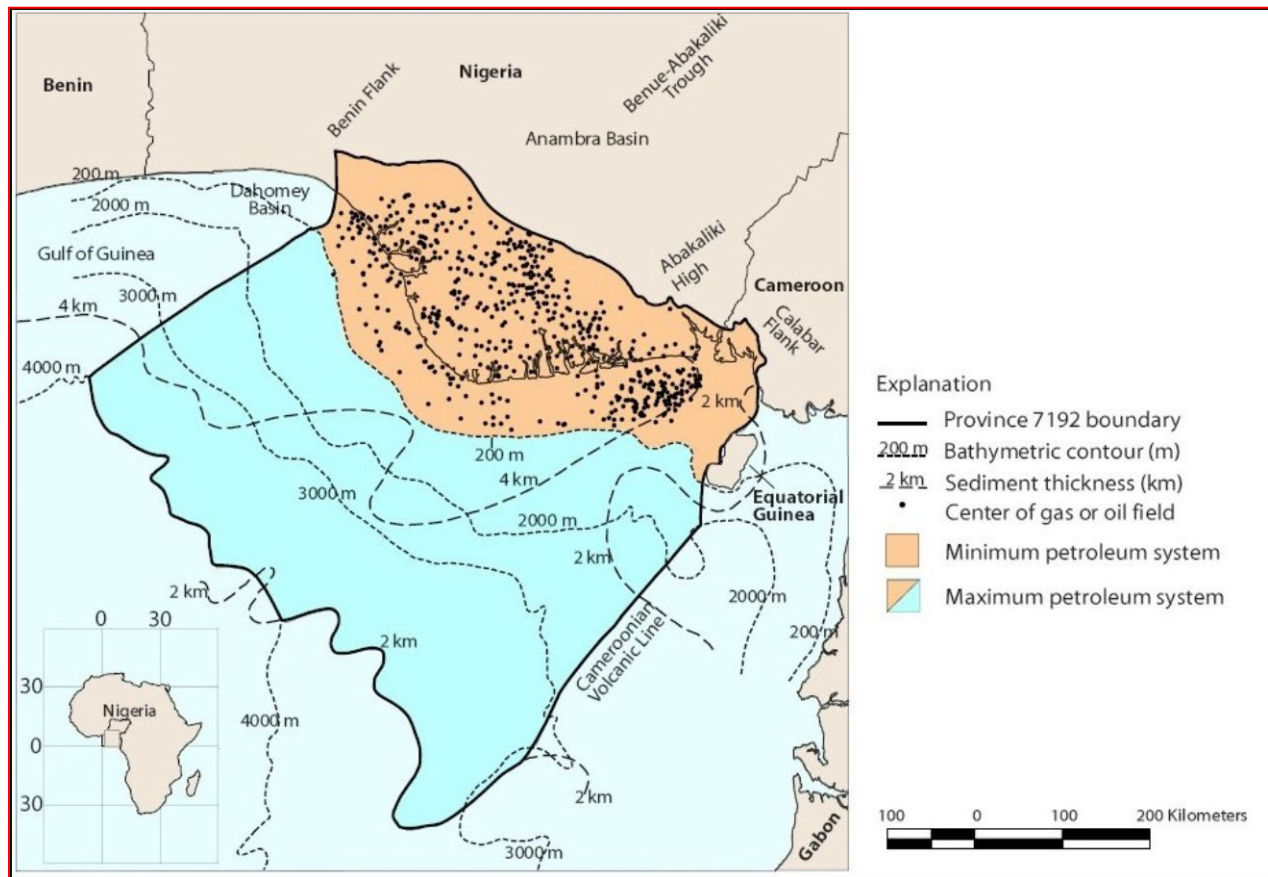 Benin
Nigeria
Benin Flank
Benue-Abakaliki
Trough
Anambra Basin
200 m
2000 m
Dahomey
Basin
Gulf of Guinea
3000 m
4 km
4000 m
Abakaliki
High
Cameroon
Calabar
Flank
2 km
200 m
4 km
3000 m
2000 m
Equatorial
Guinea
2 km
2 km
2000 m
200 m
2 km
Cameroonian
Volcanic Line
4000 m
2 km
3000 m
Gabon
0 30
30
Nigeria
0
30
Explanation
Province 7192 boundary
200 m Bathymetric contour (m)
2 km Sediment thickness (km)
Center of gas or oil field
Minimum petroleum system
Maximum petroleum system
100 0 100 200 Kilometers